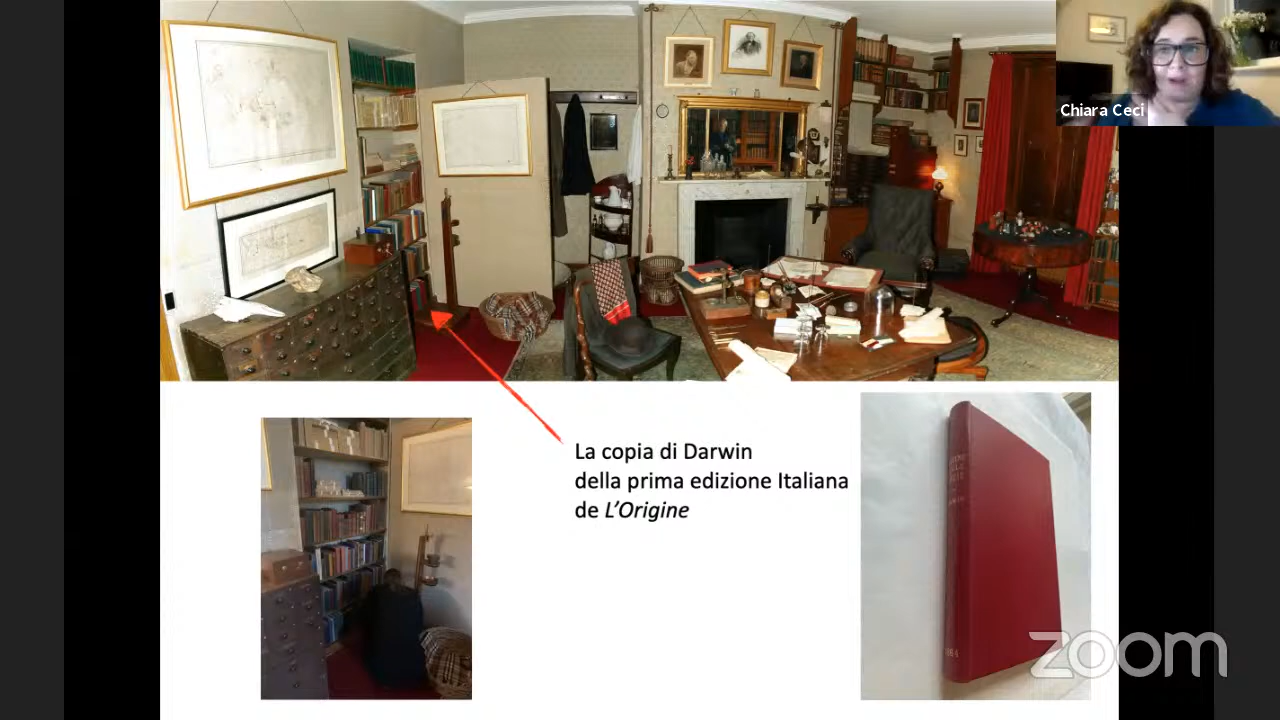 Chiara Ceci
La copia di Darwin
della prima edizione Italiana
de L'Origine
zoom